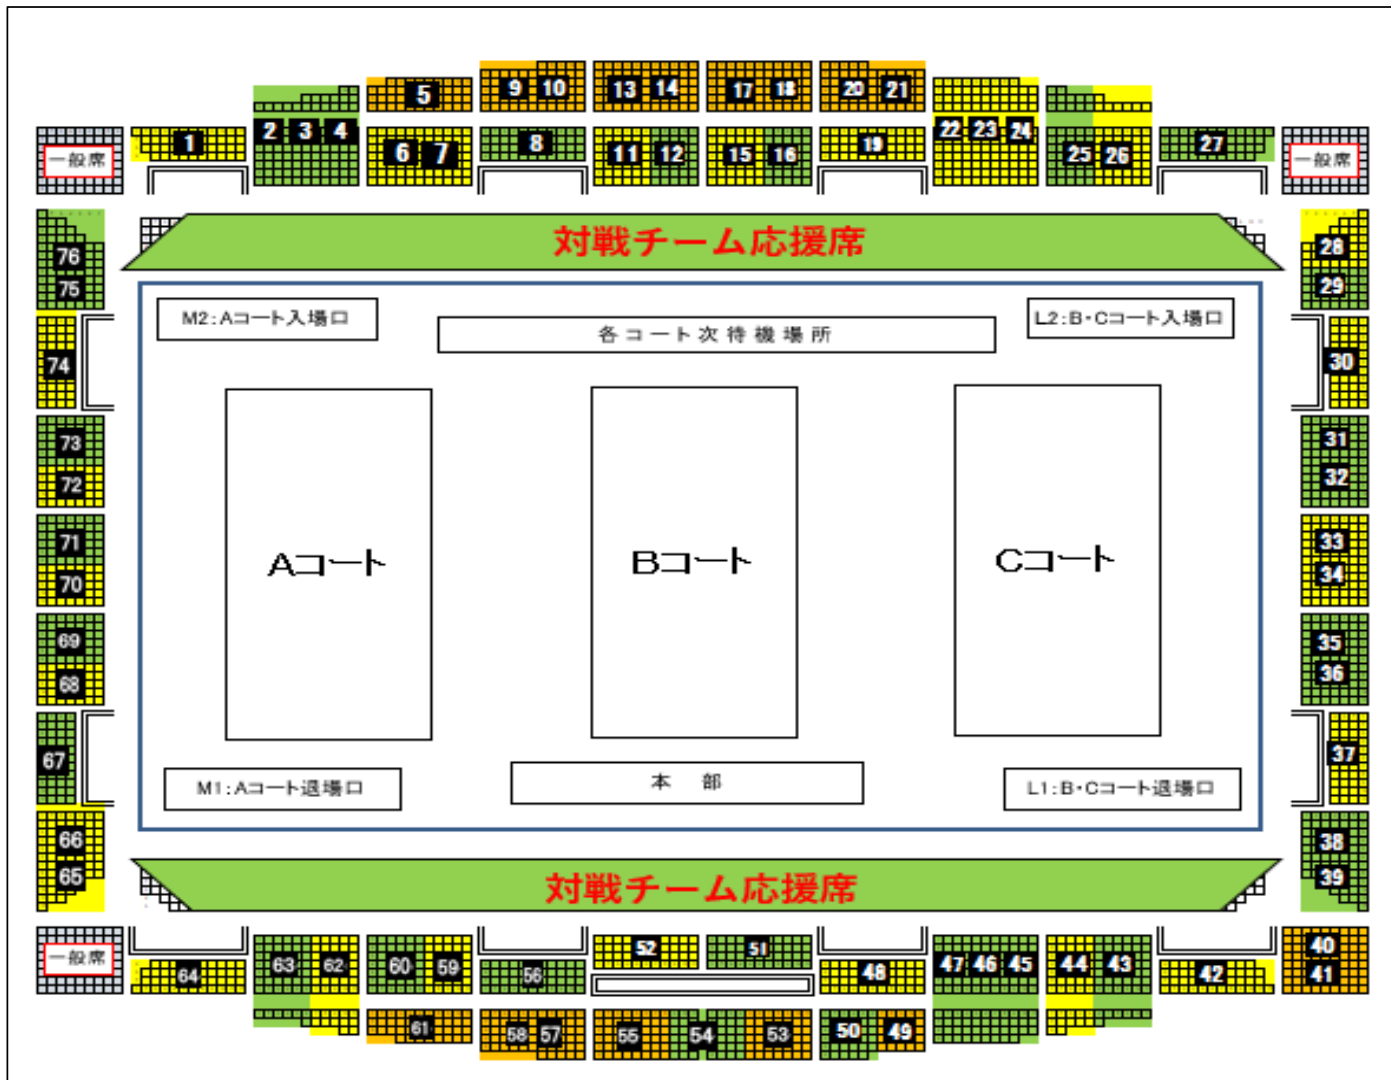 5 9 10 13 14 17 18 20 21
一般席 1 2 3 4 6 7 8 11 12 15 16 19 22 23 24 25 26 27 一般席
対戦チーム応援席
76 28
75 29
M2:Aコート入場口 各コート次待機場所 L2:B・Cコート入場口
74 30
73 31
72 32
71 33
70 34
Aコート Bコート Cコート
69 35
68 36
67 37
M1:Aコート退場口 本 部 L1:B・Cコート退場口
66 38
65 39
対戦チーム応援席
一般席 64 63 62 60 59 56 52 51 48 47 46 45 44 43 42 40
41
61 58 57 55 54 53 50 49